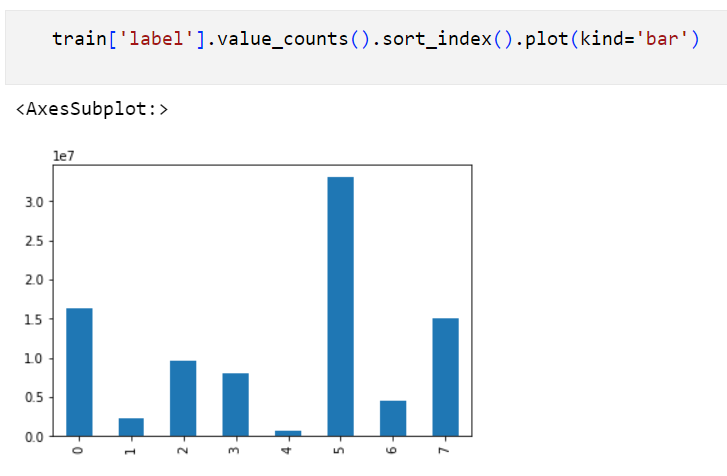 train['label'].value_counts().sort_index().plot(kind='bar')
<AxesSubplot:>
1e7
3.0
2.5
2.0
1.5
1.0
0.5
0.0
0 1 2 3 4 5 6 7